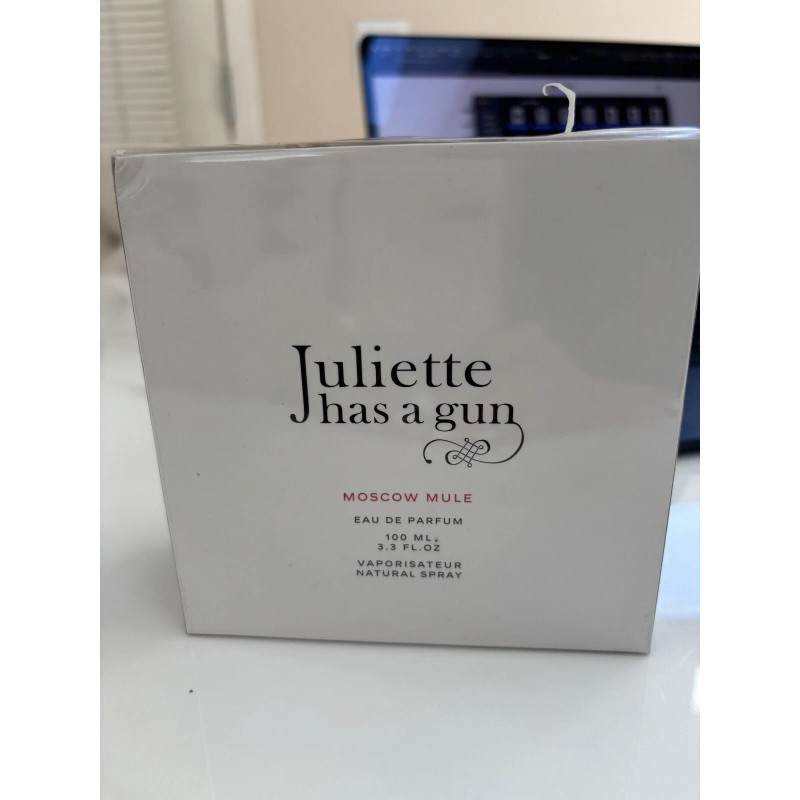 Juliette
has a gun
MOSCOW MULE
EAU DE PARFUM
100 ML.
3.3 FL.OZ
VAPORISATEUR
NATURAL SPRAY